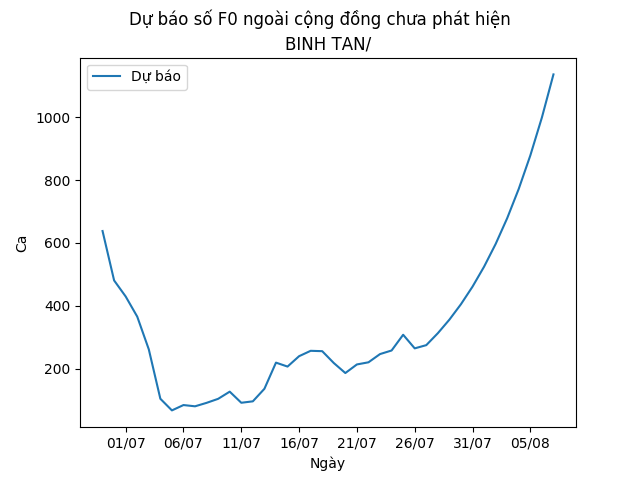 Dự báo số F0 ngoài cộng đồng chưa phát hiện
BINH TAN/
Dự báo
1000
800
600
400
200
Ca
01/07 06/07 11/07 16/07 21/07 26/07 31/07 05/08
Ngày